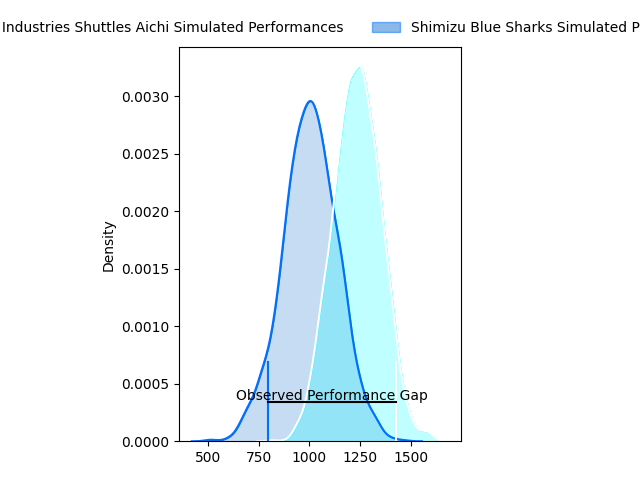 Industries Shuttles Aichi Simulated Performances
Shimizu Blue Sharks Simulated P
0.0030
0.0025
0.0020
0.0015
0.0010
0.0005
0.0000
Density
Observed Performance Gap
500 750 1000 1250 1500